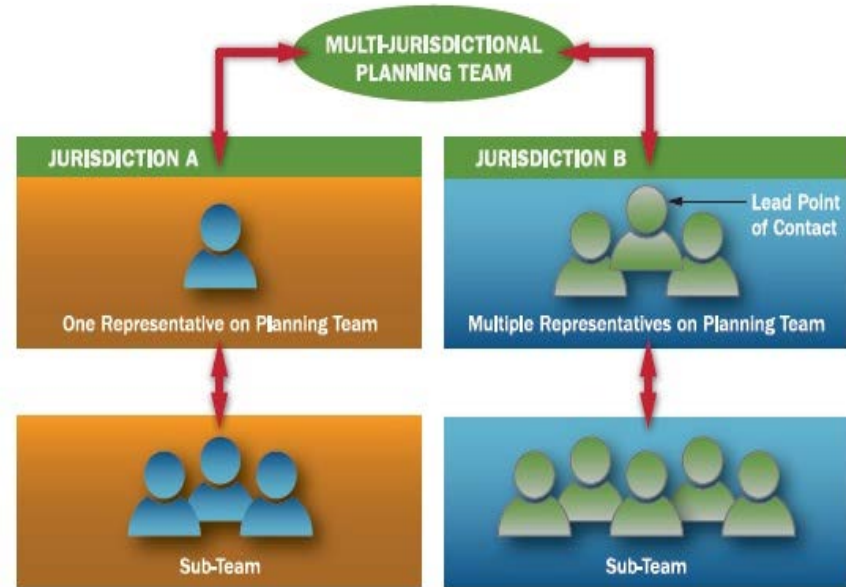 MULTI-JURISDICTIONAL
PLANNING TEAM
JURISDICTION A
One Representative on Planning Team
Sub-Team
JURISDICTION B
Lead Point
of Contact
Multiple Representatives on Planning Team
Sub-Team